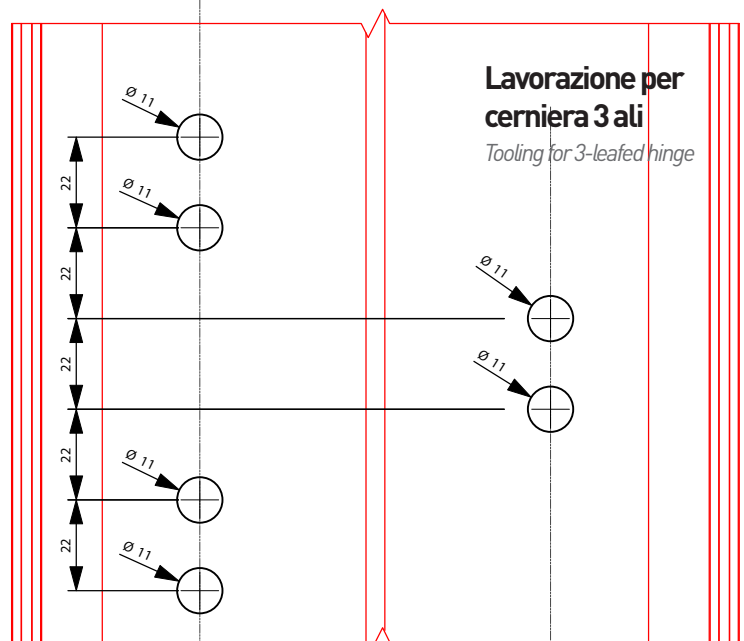 Lavorazione per
cerniera 3 ali
Tooling for 3-leafed hinge
Ø 11
22
Ø 11
22
Ø 11
22
Ø 11
22
Ø 11
22
Ø 11